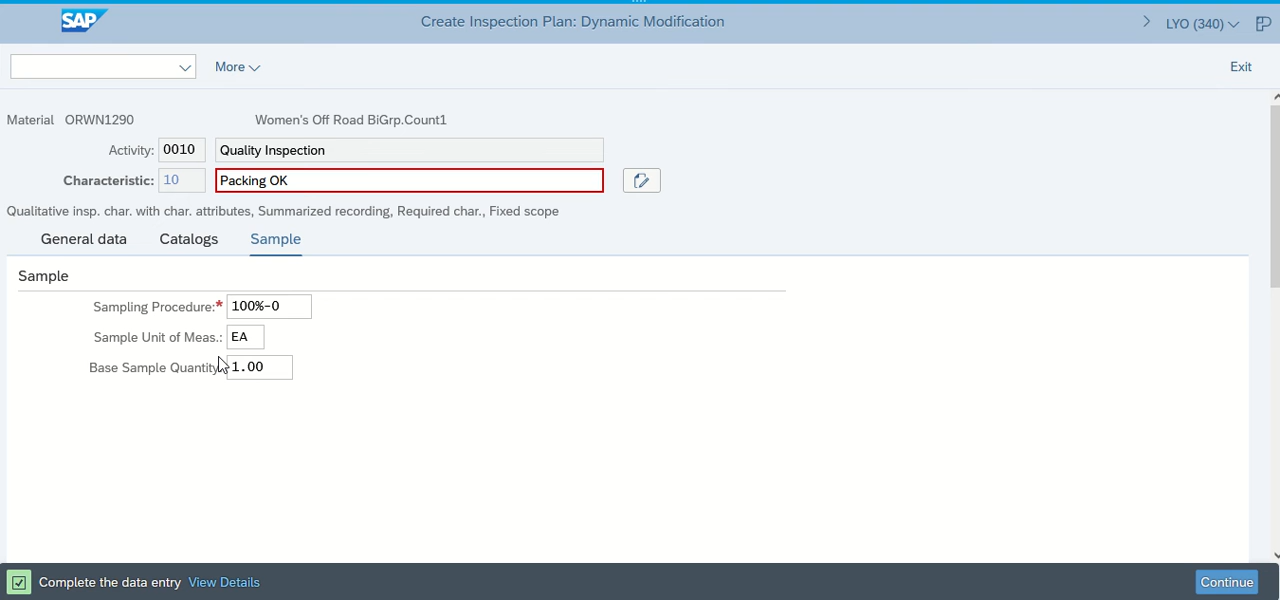 SAP Create Inspection Plan: Dynamic Modification LYO (340)
More Exit
Material ORWN1290 Women's Off Road BiGrp.Count1
Activity: 0010 Quality Inspection
Characteristic: 10 Packing OK
Qualitative insp. char. with char. attributes, Summarized recording, Required char., Fixed scope
General data Catalogs Sample
Sample
Sampling Procedure:* 100%-0
Sample Unit of Meas.: EA
Base Sample Quantity 1.00
Complete the data entry View Details Continue